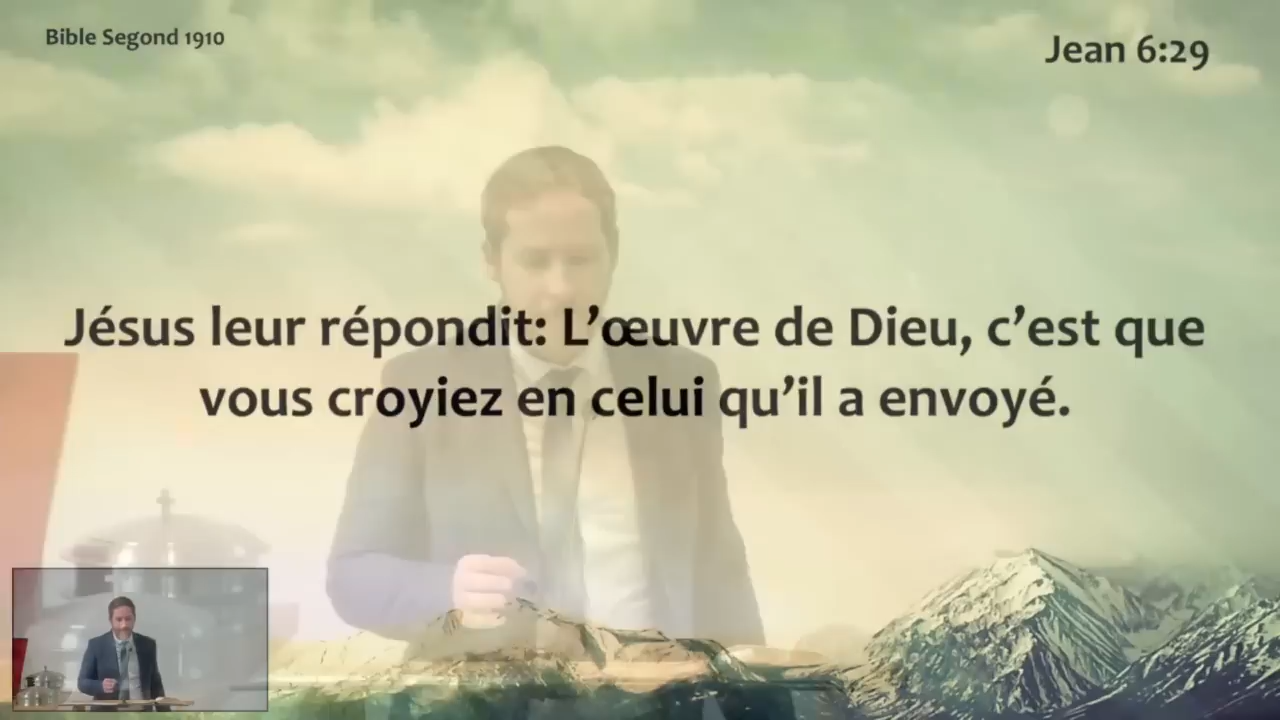 Bible Segond 1910
Jean 6:29
Jésus leur répondit: L’œuvre de Dieu, c’est que
vous croyiez en celui qu’il a envoyé.